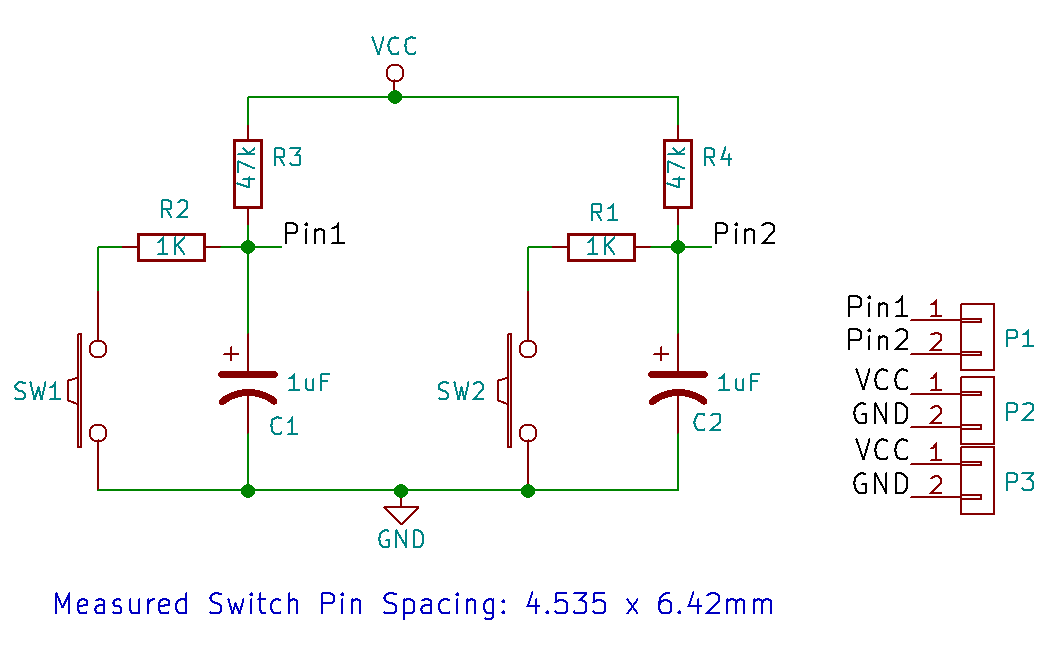 VCC
47k
R3
47k
R4
R2
1K
Pin1
R1
1K
Pin2
SW1
+
1uF
C1
SW2
+
1uF
C2
GND
Pin1 1
Pin2 2
P1
VCC 1
GND 2
P2
VCC 1
GND 2
P3
Measured Switch Pin Spacing: 4.535 x 6.42mm